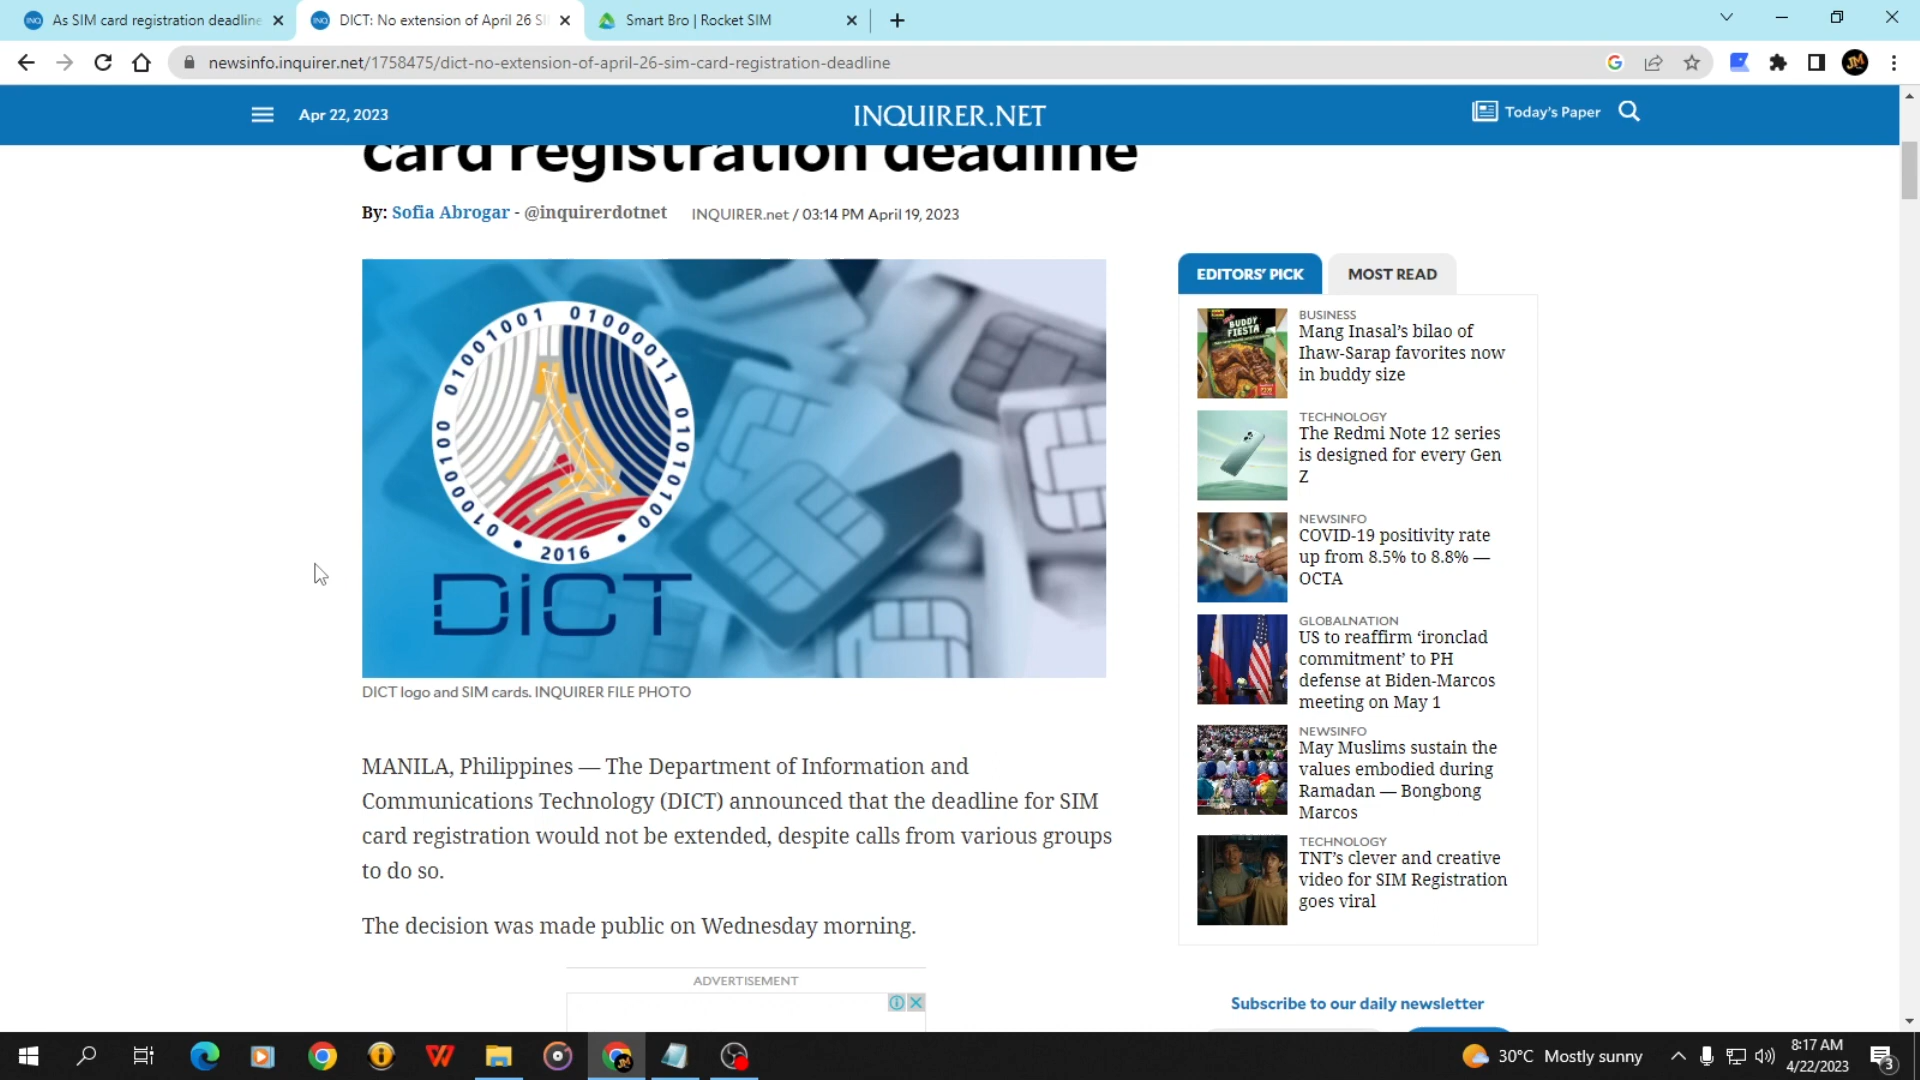 As SIM card registration deadline
DICT: No extension of April 26 SI
Smart Bro | Rocket SIM
newsinfo.inquirer.net/1758475/dict-no-extension-of-april-26-sim-card-registration-deadline
Apr 22, 2023
INQUIRER.NET
Today's Paper
card registration deadline
By: Sofia Abrogar - @inquirerdotnet
INQUIRER.net / 03:14 PM April 19, 2023
01001001 01000011 01010100 01000100
2016
DiCT
DICT logo and SIM cards. INQUIRER FILE PHOTO
MANILA, Philippines — The Department of Information and
Communications Technology (DICT) announced that the deadline for SIM
card registration would not be extended, despite calls from various groups
to do so.
The decision was made public on Wednesday morning.
ADVERTISEMENT
EDITORS' PICK
MOST READ
BUDDY
FIESTA
BUSINESS
Mang Inasal's bilao of
Ihaw-Sarap favorites now
in buddy size
TECHNOLOGY
The Redmi Note 12 series
is designed for every Gen
Z
NEWSINFO
COVID-19 positivity rate
up from 8.5% to 8.8% —
OCTA
GLOBALNATION
US to reaffirm 'ironclad
commitment' to PH
defense at Biden-Marcos
meeting on May 1
NEWSINFO
May Muslims sustain the
values embodied during
Ramadan — Bongbong
Marcos
TECHNOLOGY
TNT's clever and creative
video for SIM Registration
goes viral
Subscribe to our daily newsletter
30°C Mostly sunny
8:17 AM
4/22/2023
3